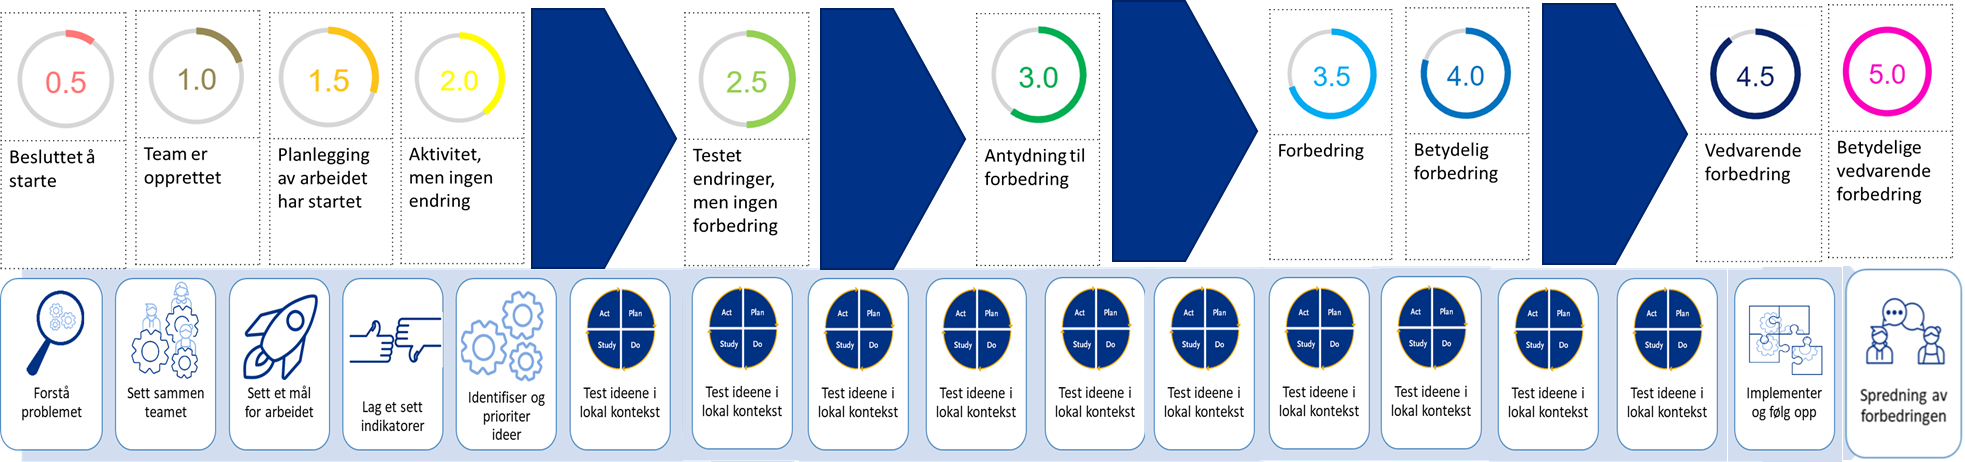 0.5
Besluttet å
starte
1.0
Team er
opprettet
1.5
Planlegging
av arbeidet
har startet
2.0
Aktivitet,
men ingen
endring
2.5
Testet
endringer,
men ingen
forbedring
3.0
Antydning til
forbedring
3.5
Forbedring
4.0
Betydelig
forbedring
4.5
Vedvarende
forbedring
5.0
Betydelige
vedvarende
forbedring
Forstå
problemet
Sett sammen
teamet
Sett et mål
for arbeidet
Lag et sett
indikatorer
Identifiser og
prioriter
ideer
Act Plan
Study Do
Test ideene i
lokal kontekst
Act Plan
Study Do
Test ideene i
lokal kontekst
Act Plan
Study Do
Test ideene i
lokal kontekst
Act Plan
Study Do
Test ideene i
lokal kontekst
Act Plan
Study Do
Test ideene i
lokal kontekst
Act Plan
Study Do
Test ideene i
lokal kontekst
Act Plan
Study Do
Test ideene i
lokal kontekst
Act Plan
Study Do
Test ideene i
lokal kontekst
Act Plan
Study Do
Test ideene i
lokal kontekst
Act Plan
Study Do
Test ideene i
lokal kontekst
Implementer
og følg opp
Spredning av
forbedringen